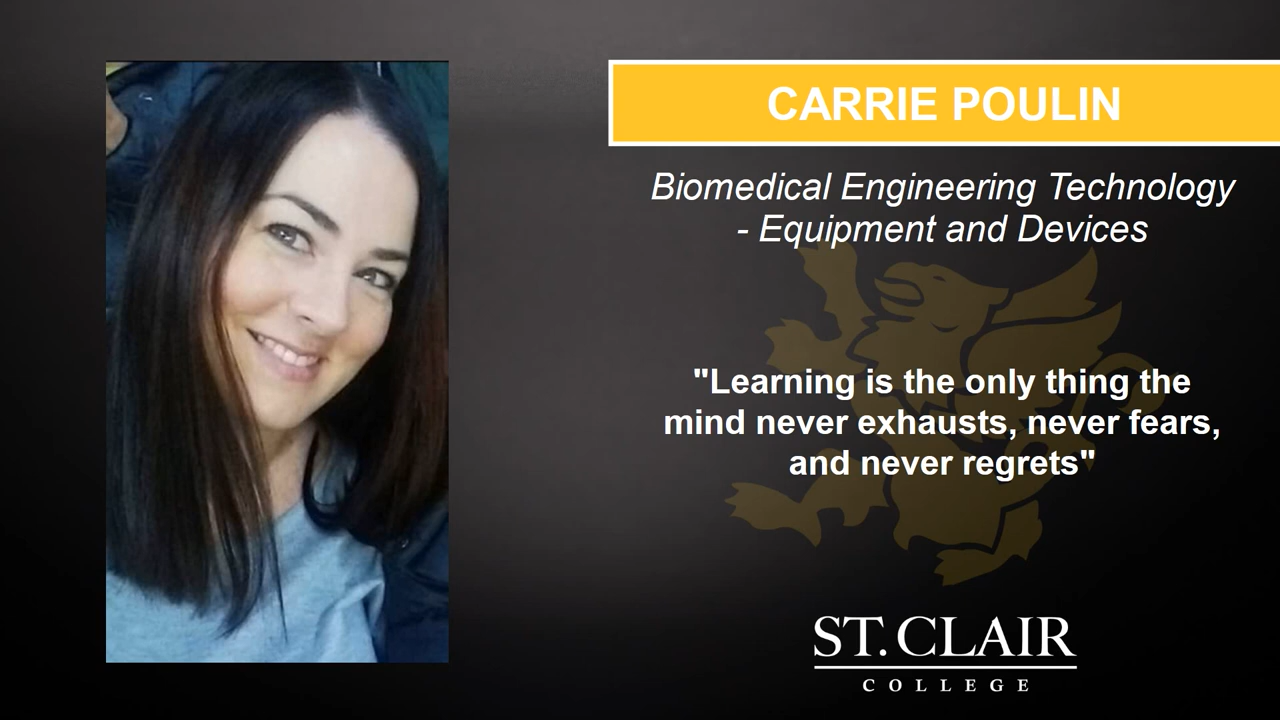 CARRIE POULIN
Biomedical Engineering Technology
- Equipment and Devices
"Learning is the only thing the
mind never exhausts, never fears,
and never regrets"
ST. CLAIR
COLLEGE